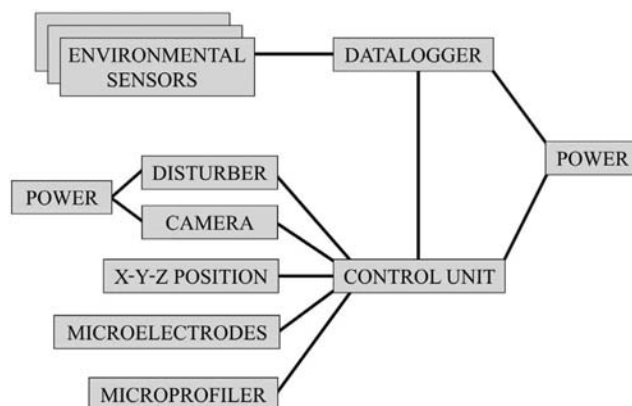 ENVIRONMENTAL
SENSORS
DATALOGGER
POWER
DISTURBER
POWER
CAMERA
X-Y-Z POSITION
CONTROL UNIT
MICROELECTRODES
MICROPROFILER